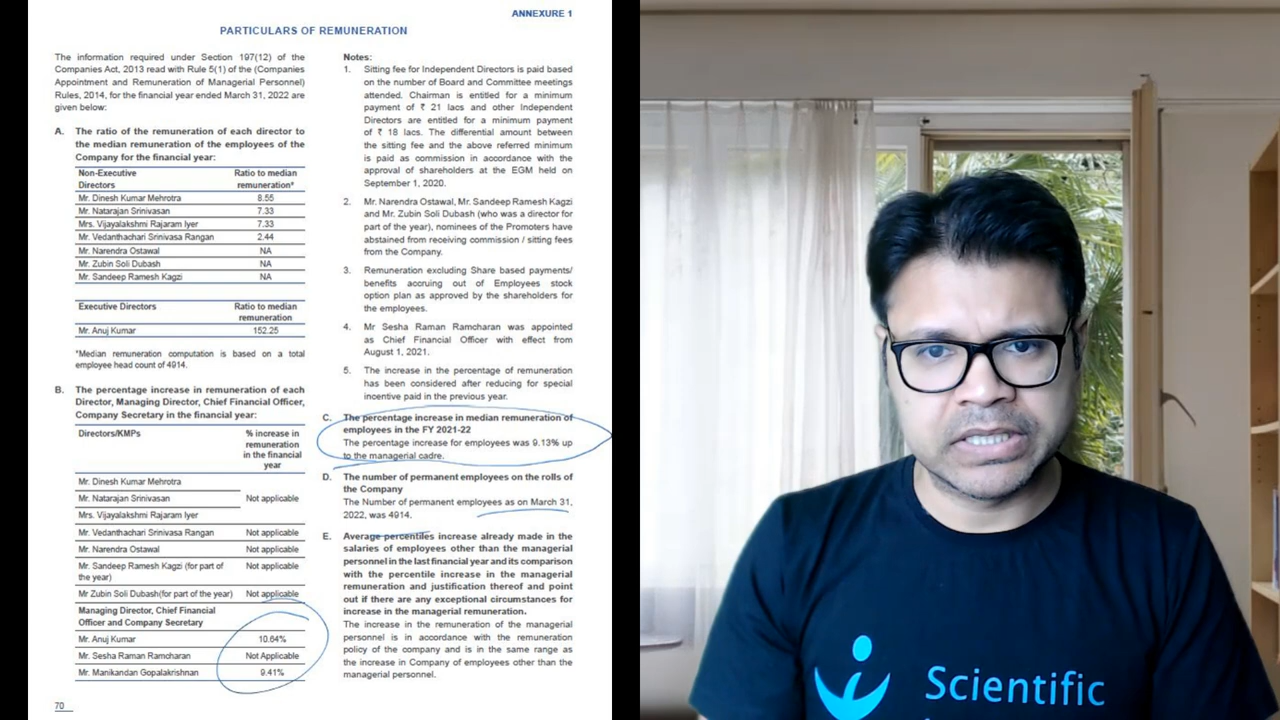 ANNEXURE 1
PARTICULARS OF REMUNERATION
The information required under Section 197(12) of the
Companies Act, 2013 read with Rule 5(1) of the (Companies
Appointment and Remuneration of Managerial Personnel)
Rules, 2014, for the financial year ended March 31, 2022 are
given below:
A. The ratio of the remuneration of each director to
the median remuneration of the employees of the
Company for the financial year:
Non-Executive Directors Ratio to median remuneration*
Mr. Dinesh Kumar Mehrotra 8.55
Mr. Natarajan Srinivasan 7.33
Mrs. Vijayalakshmi Rajaram Iyer 7.33
Mr. Vedanthachari Srinivasa Rangan 2.44
Mr. Narendra Ostawal NA
Mr. Zubin Soli Dubash NA
Mr. Sandeep Ramesh Kagzi NA
Executive Directors Ratio to median remuneration
Mr. Anuj Kumar 152.25
*Median remuneration computation is based on a total
employee head count of 4914.
B. The percentage increase in remuneration of each
Director, Managing Director, Chief Financial Officer,
Company Secretary in the financial year:
Directors/KMPs % increase in remuneration in the financial year
Mr. Dinesh Kumar Mehrotra
Mr. Natarajan Srinivasan Not applicable
Mrs. Vijayalakshmi Rajaram Iyer
Mr. Vedanthachari Srinivasa Rangan Not applicable
Mr. Narendra Ostawal Not applicable
Mr. Sandeep Ramesh Kagzi (for part of the year) Not applicable
Mr Zubin Soli Dubash(for part of the year) Not applicable
Managing Director, Chief Financial
Officer and Company Secretary
Mr. Anuj Kumar 10.64%
Mr. Sesha Raman Ramcharan Not Applicable
Mr. Manikandan Gopalakrishnan 9.41%
70
Notes:
1. Sitting fee for Independent Directors is paid based
on the number of Board and Committee meetings
attended. Chairman is entitled for a minimum
payment of ₹ 21 lacs and other Independent
Directors are entitled for a minimum payment
of ₹ 18 lacs. The differential amount between
the sitting fee and the above referred minimum
is paid as commission in accordance with the
approval of shareholders at the EGM held on
September 1, 2020.
2. Mr. Narendra Ostawal, Mr. Sandeep Ramesh Kagzi
and Mr. Zubin Soli Dubash (who was a director for
part of the year), nominees of the Promoters have
abstained from receiving commission / sitting fees
from the Company.
3. Remuneration excluding Share based payments/
benefits accruing out of Employees stock
option plan as approved by the shareholders for
the employees.
4. Mr Sesha Raman Ramcharan was appointed
as Chief Financial Officer with effect from
August 1, 2021.
5. The increase in the percentage of remuneration
has been considered after reducing for special
incentive paid in the previous year.
C. The percentage increase in median remuneration of
employees in the FY 2021-22
The percentage increase for employees was 9.13% up
to the managerial cadre.
D. The number of permanent employees on the rolls of
the Company
The Number of permanent employees as on March 31,
2022, was 4914.
E. Average percentiles increase already made in the
salaries of employees other than the managerial
personnel in the last financial year and its comparison
with the percentile increase in the managerial
remuneration and justification thereof and point
out if there are any exceptional circumstances for
increase in the managerial remuneration.
The increase in the remuneration of the managerial
personnel is in accordance with the remuneration
policy of the company and is in the same range as
the increase in Company of employees other than the
managerial personnel.
Scientific